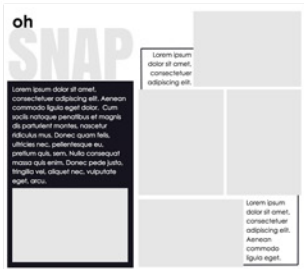 oh
SNAP
Lorem ipsum dolor sit amet,
consectetuer adipiscing elit. Aenean
commodo ligula eget dolor.  Cum
sociis natoque penatibus et magnis
dis parturient montes, nascetur
ridiculus mus. Donec quam felis,
ultricies nec, pellentesque eu,
pretium quis, sem. Nulla consequat
massa quis enim. Donec pede justo,
fringilla vel, aliquet nec, vulputate
eget, arcu.
Lorem ipsum
dolor sit amet,
consectetuer
adipiscing elit.
Lorem ipsum
dolor sit amet,
consectetuer
adipiscing elit.
Aenean
commodo
ligula eget.